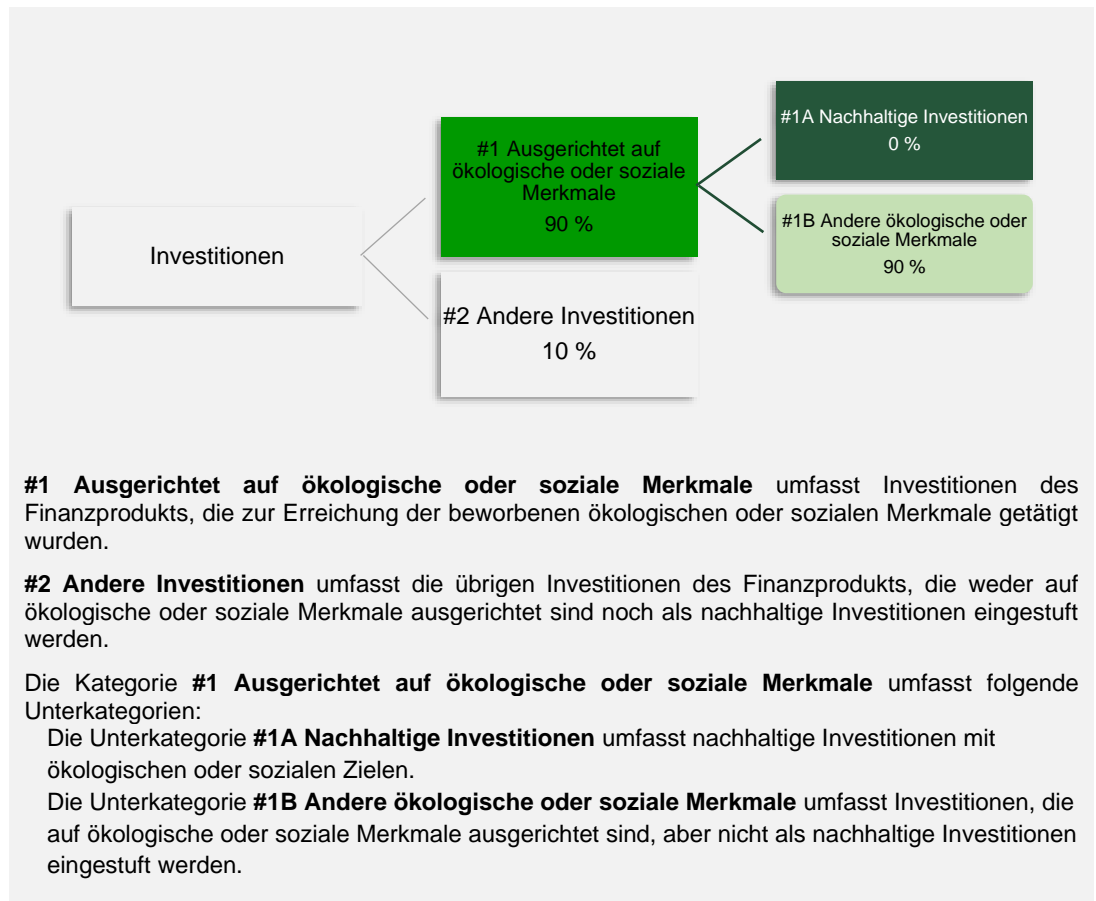 #1A Nachhaltige Investitionen
0 %
#1 Ausgerichtet auf
ökologische oder soziale
Merkmale
90 %
#1B Andere ökologische oder
soziale Merkmale
90 %
Investitionen
#2 Andere Investitionen
10 %
#1 Ausgerichtet auf ökologische oder soziale Merkmale umfasst Investitionen des
Finanzprodukts, die zur Erreichung der beworbenen ökologischen oder sozialen Merkmale getätigt
wurden.
#2 Andere Investitionen umfasst die übrigen Investitionen des Finanzprodukts, die weder auf
ökologische oder soziale Merkmale ausgerichtet sind noch als nachhaltige Investitionen eingestuft
werden.
Die Kategorie #1 Ausgerichtet auf ökologische oder soziale Merkmale umfasst folgende
Unterkategorien:
Die Unterkategorie #1A Nachhaltige Investitionen umfasst nachhaltige Investitionen mit
ökologischen oder sozialen Zielen.
Die Unterkategorie #1B Andere ökologische oder soziale Merkmale umfasst Investitionen, die
auf ökologische oder soziale Merkmale ausgerichtet sind, aber nicht als nachhaltige Investitionen
eingestuft werden.